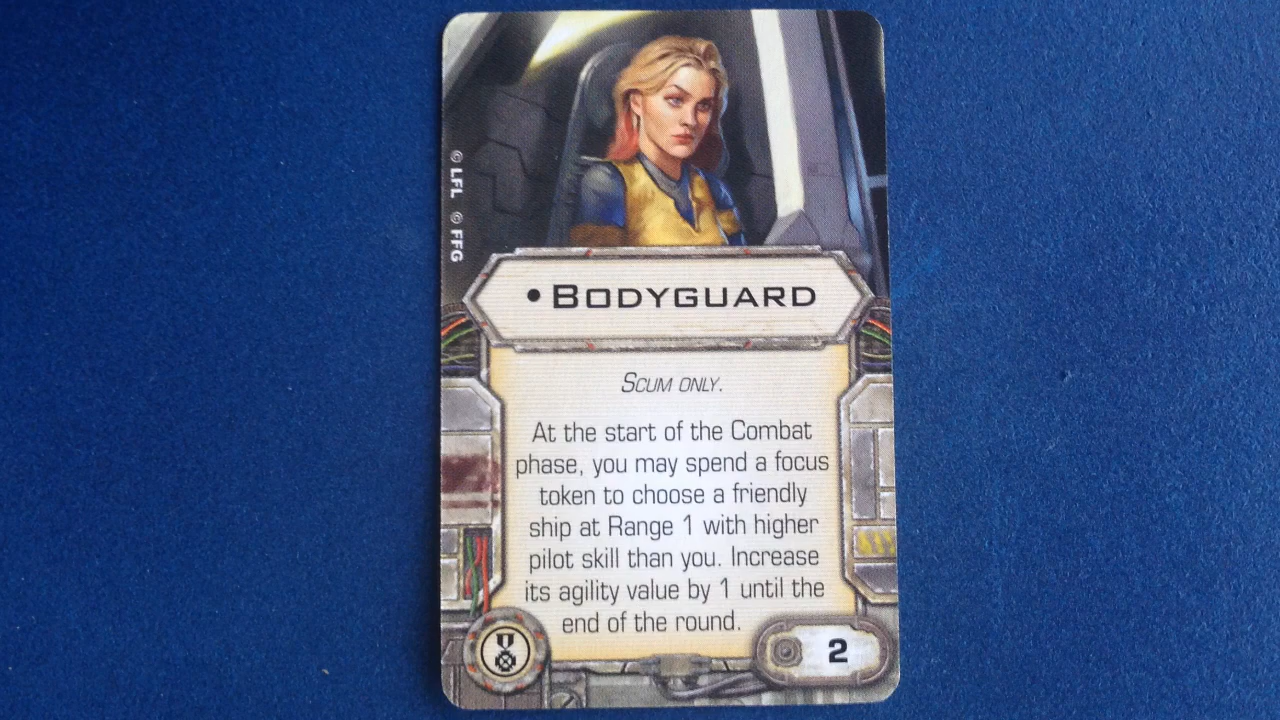 © LFL © FFG
• BODYGUARD
SCUM ONLY.
At the start of the Combat
phase, you may spend a focus
token to choose a friendly
ship at Range 1 with higher
pilot skill than you. Increase
its agility value by 1 until the
end of the round.
2